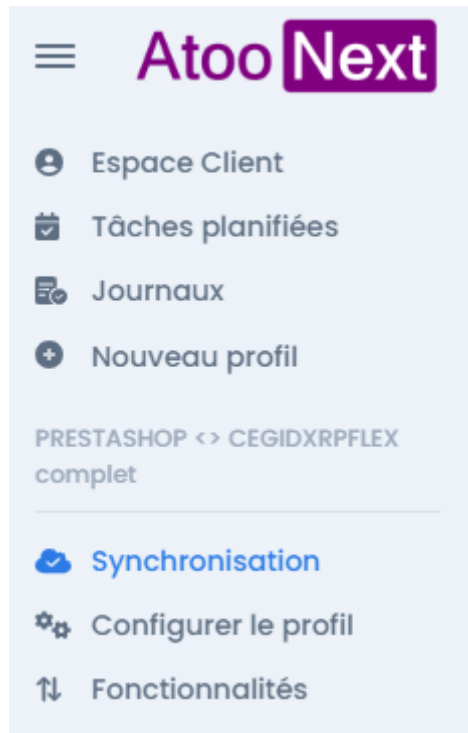 Atoo Next
Espace Client
Tâches planifiées
Journaux
Nouveau profil
PRESTASHOP <> CEGIDXRPFLEX
complet
Synchronisation
Configurer le profil
Fonctionnalités